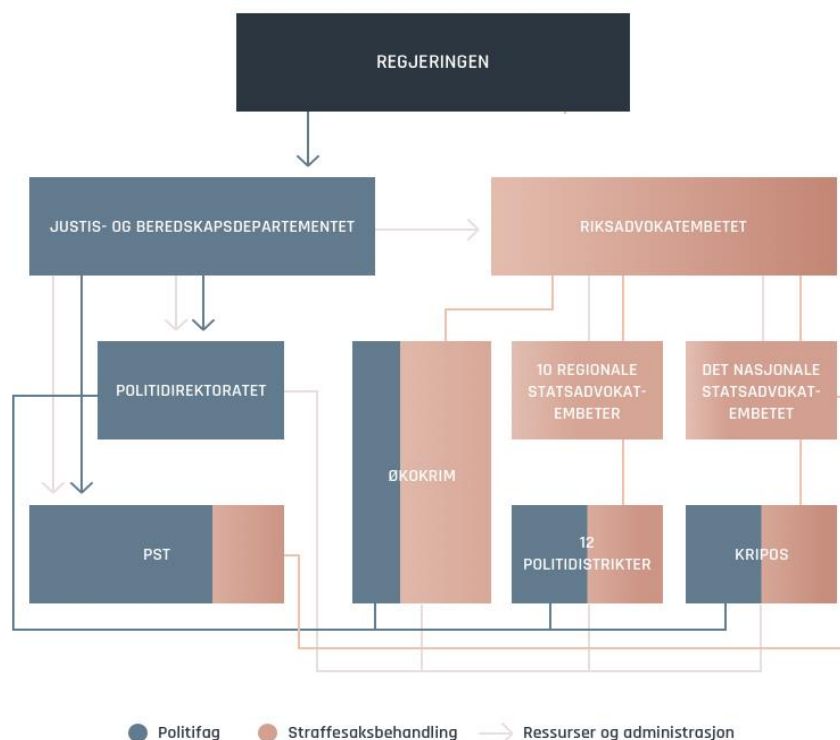 REGJERINGEN
JUSTIS- OG BEREDSKAPSDEPARTEMENTET
RIKSADVOKATEMBETET
POLITIDIREKTORATET
ØKOKRIM
10 REGIONALE
STATSADVOKAT-
EMBETER
DET NASJONALE
STATSADVOKAT-
EMBETET
PST
12
POLITIDISTRIKTER
KRIPOS
Politifag
Straffesaksbehandling
Ressurser og administrasjon